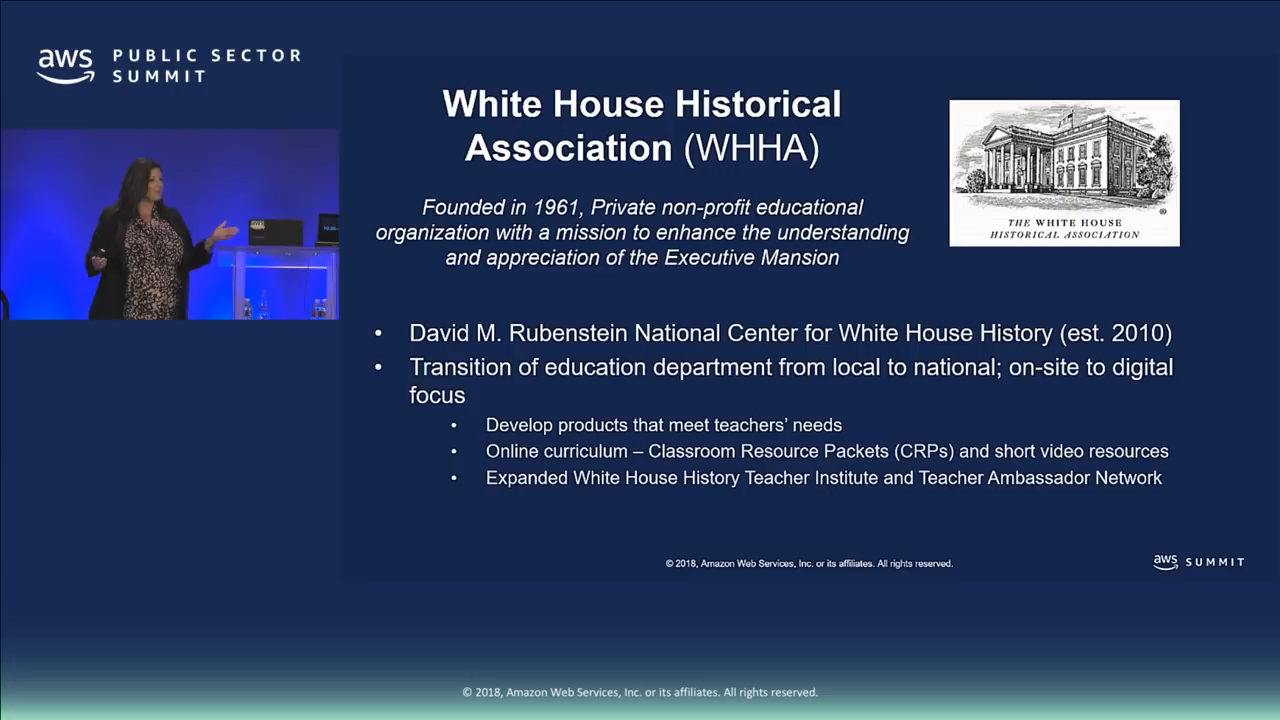 aws PUBLIC SECTOR
SUMMIT
White House Historical
Association (WHHA)
Founded in 1961, Private non-profit educational
organization with a mission to enhance the understanding
and appreciation of the Executive Mansion
THE WHITE HOUSE
HISTORICAL ASSOCIATION
®
• David M. Rubenstein National Center for White House History (est. 2010)
• Transition of education department from local to national; on-site to digital
focus
• Develop products that meet teachers’ needs
• Online curriculum – Classroom Resource Packets (CRPs) and short video resources
• Expanded White House History Teacher Institute and Teacher Ambassador Network
© 2018, Amazon Web Services, Inc. or its affiliates. All rights reserved.
aws SUMMIT
© 2018, Amazon Web Services, Inc. or its affiliates. All rights reserved.